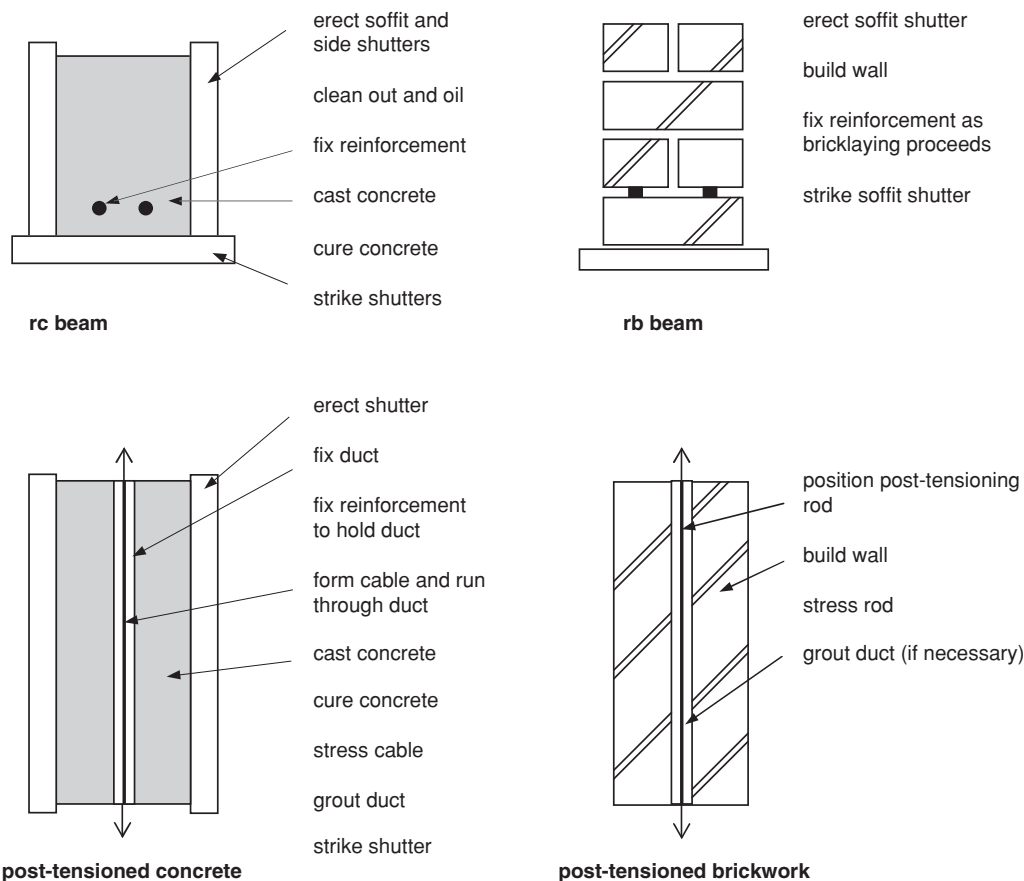 erect soffit and
side shutters
clean out and oil
fix reinforcement
cast concrete
cure concrete
strike shutters
rc beam
erect soffit shutter
build wall
fix reinforcement as
bricklaying proceeds
strike soffit shutter
rb beam
erect shutter
fix duct
fix reinforcement
to hold duct
form cable and run
through duct
cast concrete
cure concrete
stress cable
grout duct
strike shutter
post-tensioned concrete
position post-tensioning
rod
build wall
stress rod
grout duct (if necessary)
post-tensioned brickwork